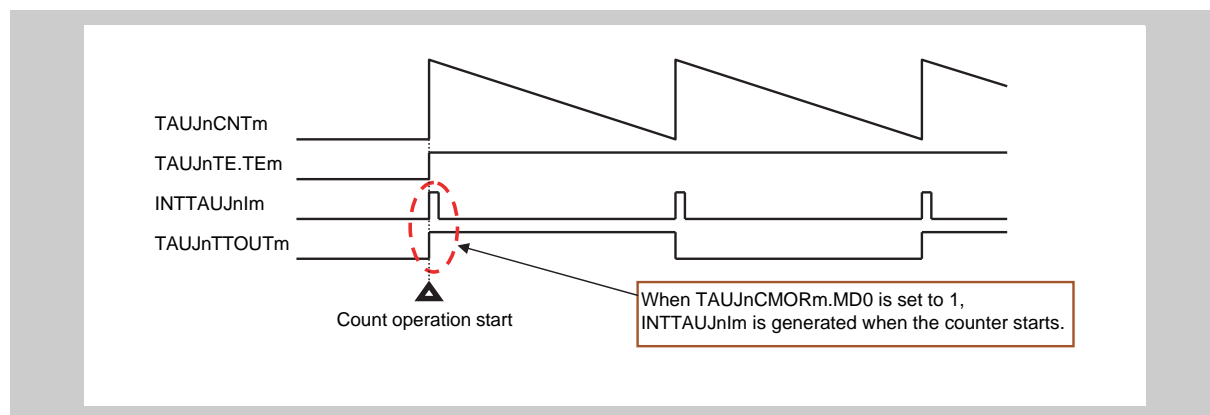 TAUJnCNTm
TAUJnTE.TEm
INTTAUJnIm
TAUJnTTOUTm
Count operation start
When TAUJnCMORm.MD0 is set to 1,
INTTAUJnIm is generated when the counter starts.